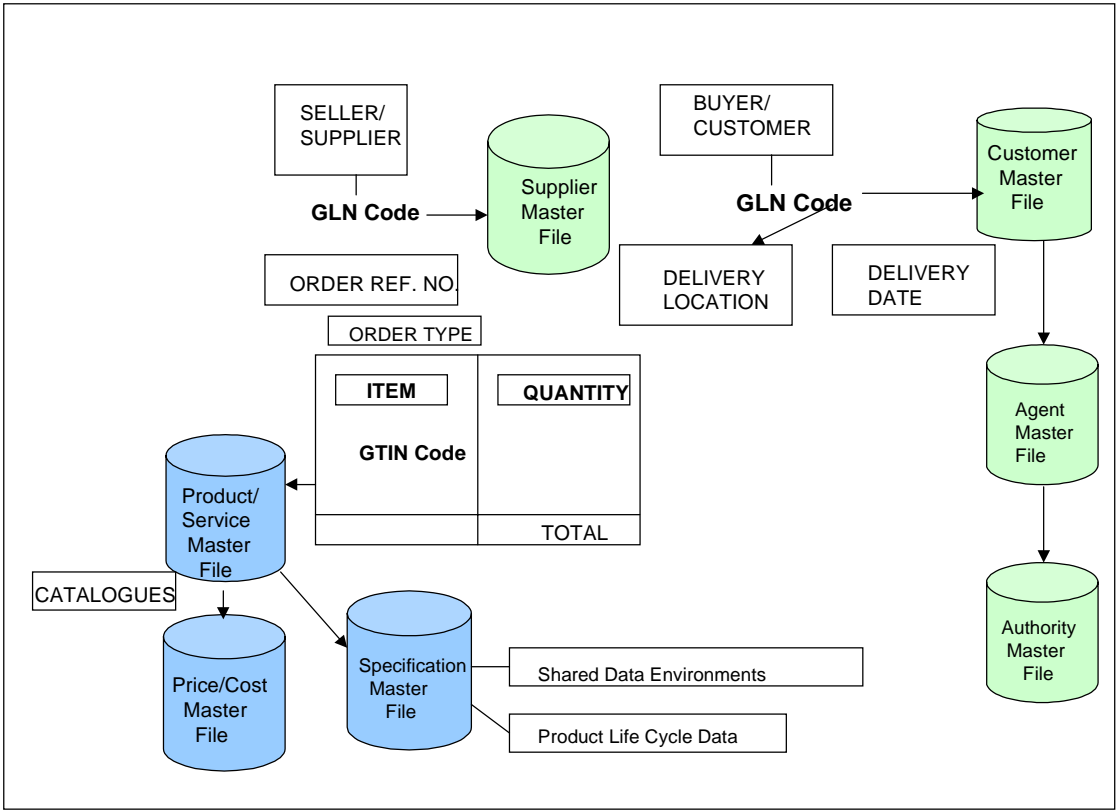 SELLER/
SUPPLIER
BUYER/
CUSTOMER
GLN Code
Supplier
Master
File
GLN Code
Customer
Master
File
ORDER REF. NO.
DELIVERY
LOCATION
DELIVERY
DATE
ORDER TYPE
ITEM
QUANTITY
GTIN Code
TOTAL
Agent
Master
File
Product/
Service
Master
File
CATALOGUES
Price/Cost
Master
File
Specification
Master
File
Shared Data Environments
Product Life Cycle Data
Authority
Master
File